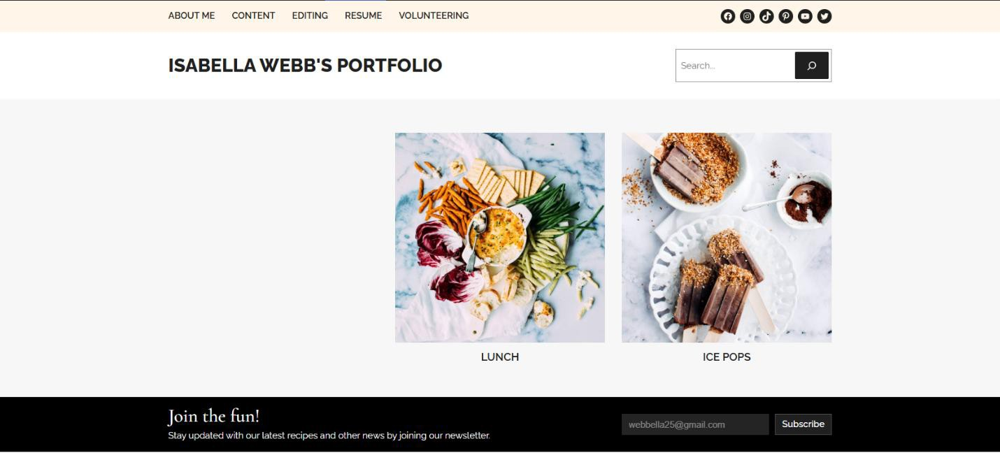 ABOUT ME CONTENT EDITING RESUME VOLUNTEERING
ISABELLA WEBB'S PORTFOLIO
Search...
LUNCH
ICE POPS
Join the fun!
Stay updated with our latest recipes and other news by joining our newsletter.
webbella25@gmail.com
Subscribe